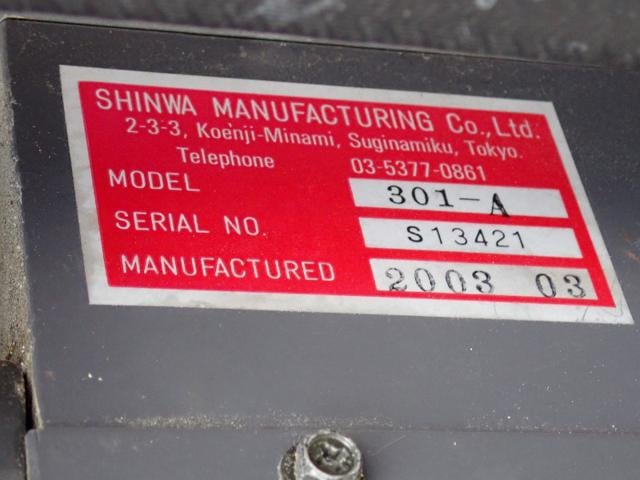 SHINWA MANUFACTURING Co.,Ltd.
2-3-3, Koenji-Minami, Suginamiku, Tokyo.
Telephone 03-5377-0861
MODEL 301-A
SERIAL NO. S13421
MANUFACTURED 2003 03